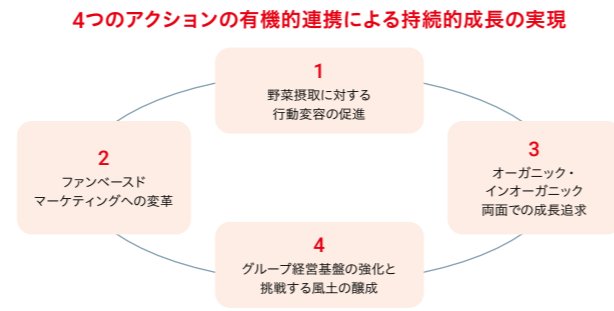 4つのアクションの有機的連携による持続的成長の実現
1
野菜摂取に対する
行動変容の促進
2
ファンベースド
マーケティングへの変革
3
オーガニック・
インオーガニック
両面での成長追求
4
グループ経営基盤の強化と
挑戦する風土の醸成